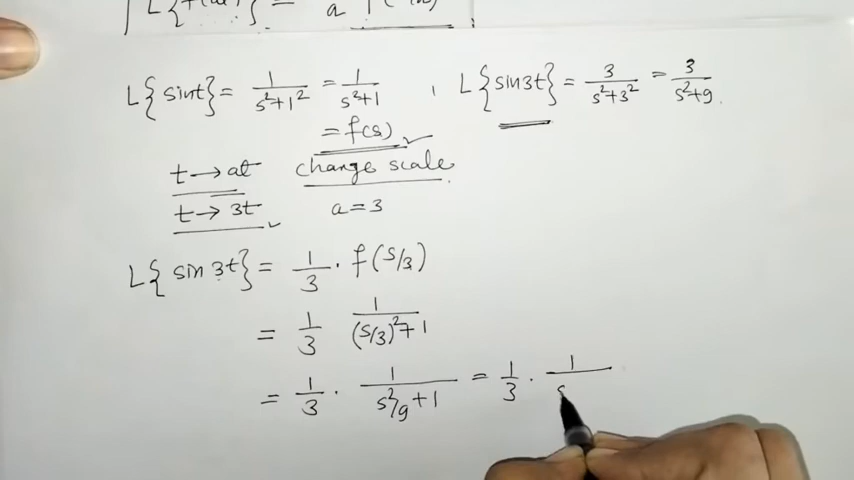 L{sint} = 1/(s²+1²) = 1/(s²+1) , L{sin3t} = 3/(s²+3²) = 3/(s²+9).
= f(s)
t → at change scale
t → 3t a = 3
L{sin 3t} = 1/3 · f(s/3)
= 1/3 1/((s/3)²+1)
= 1/3 · 1/(s²/9 + 1) = 1/3 · 1/s